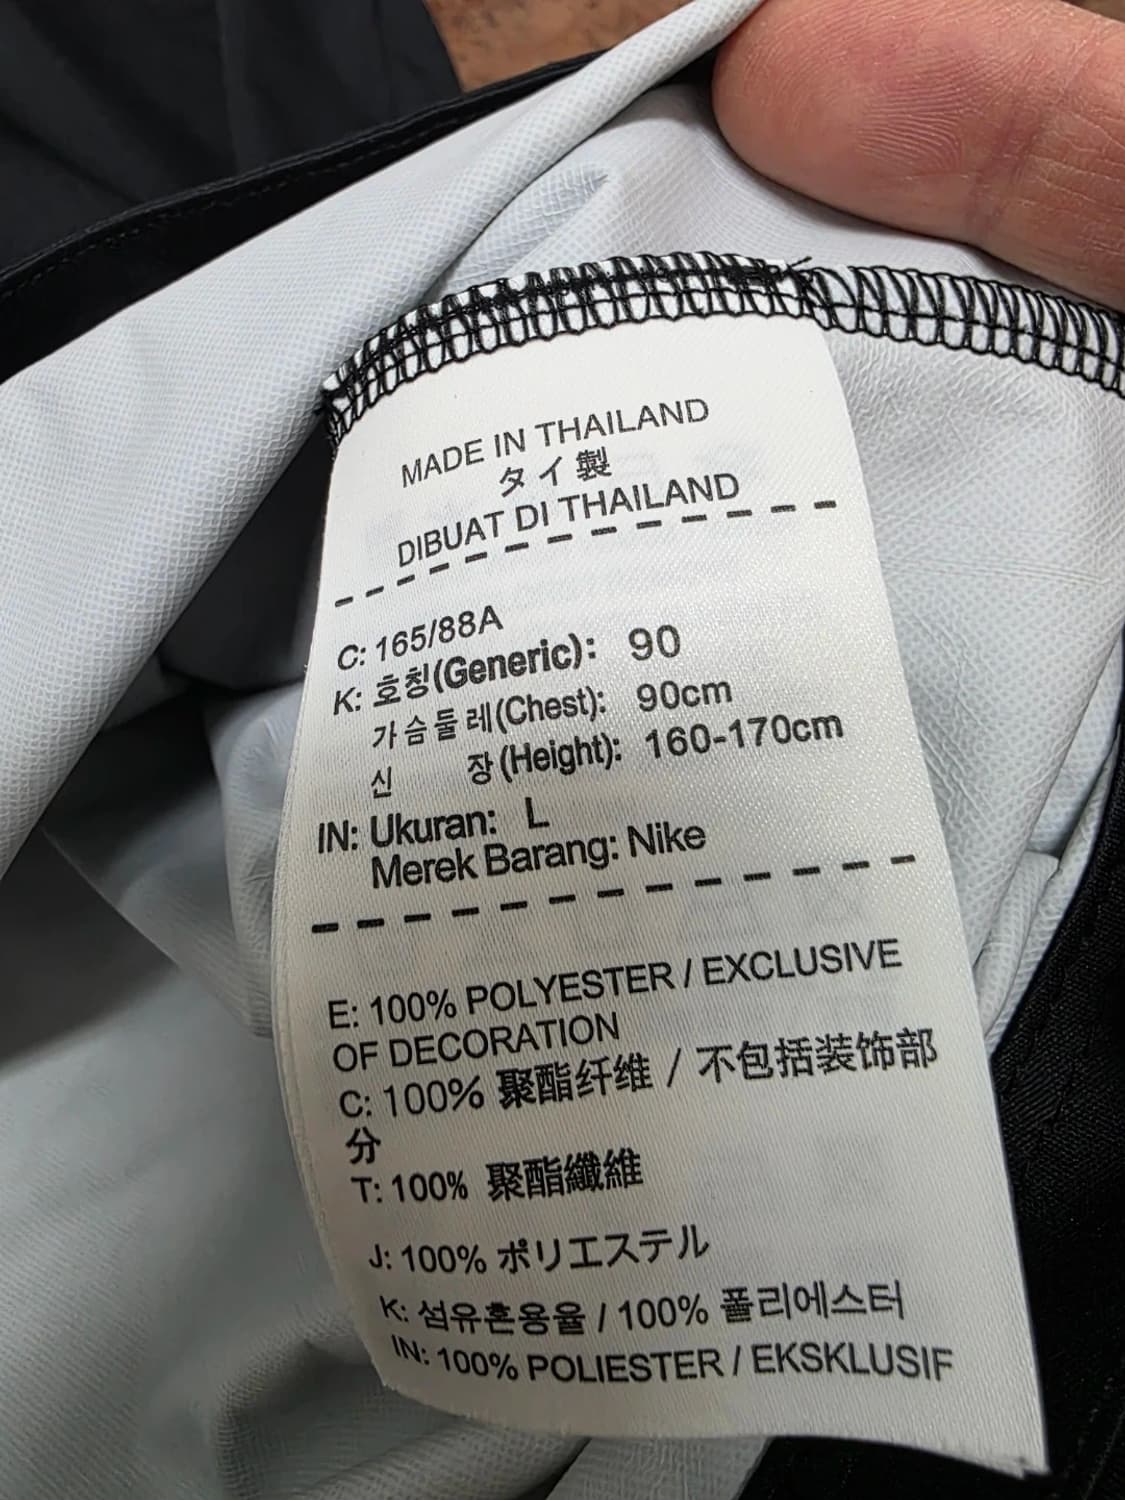 MADE IN THAILAND
タイ製
DIBUAT DI THAILAND
C: 165/88A
K: 호칭(Generic): 90
가슴둘레(Chest): 90cm
신 장(Height): 160-170cm
IN: Ukuran: L
Merek Barang: Nike
E: 100% POLYESTER / EXCLUSIVE
OF DECORATION
C: 100% 聚酯纤维 / 不包括装饰部
分
T: 100% 聚酯纖維
J: 100% ポリエステル
K: 섬유혼용율 / 100% 폴리에스터
IN: 100% POLIESTER / EKSKLUSIF